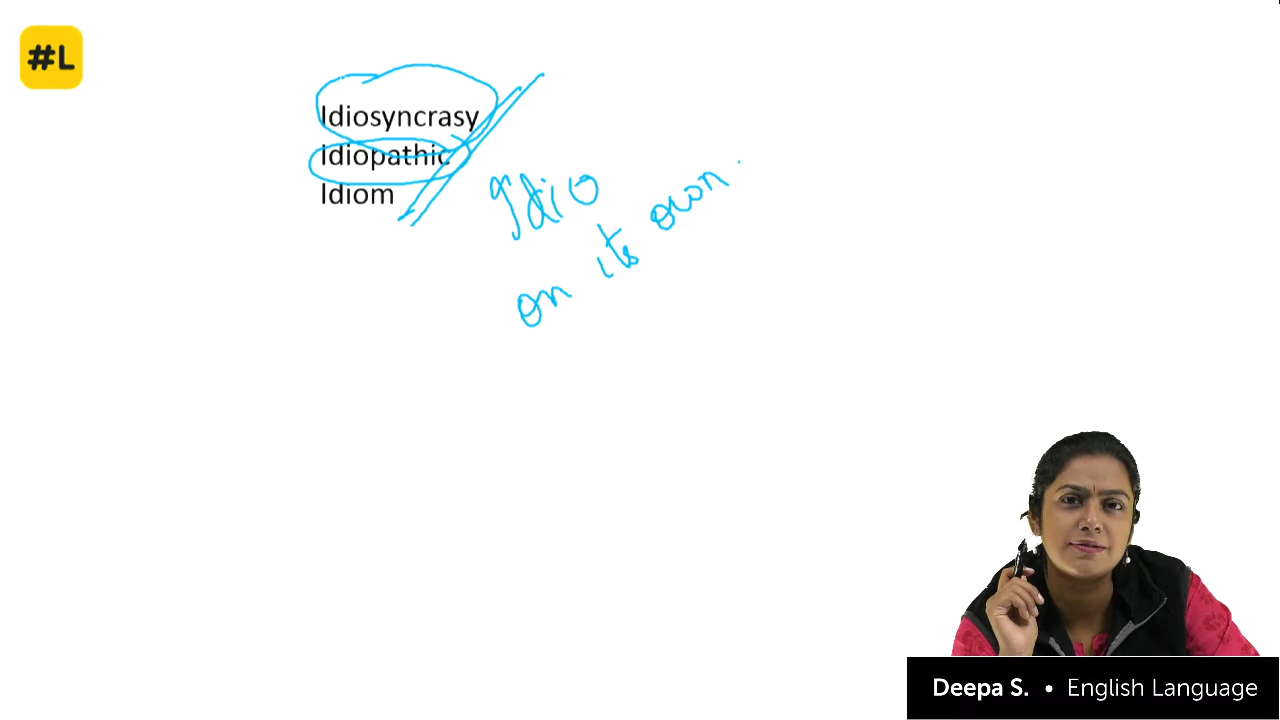 #L
Idiosyncrasy
Idiopathic
Idiom
Idio
on its own
Deepa S. • English Language